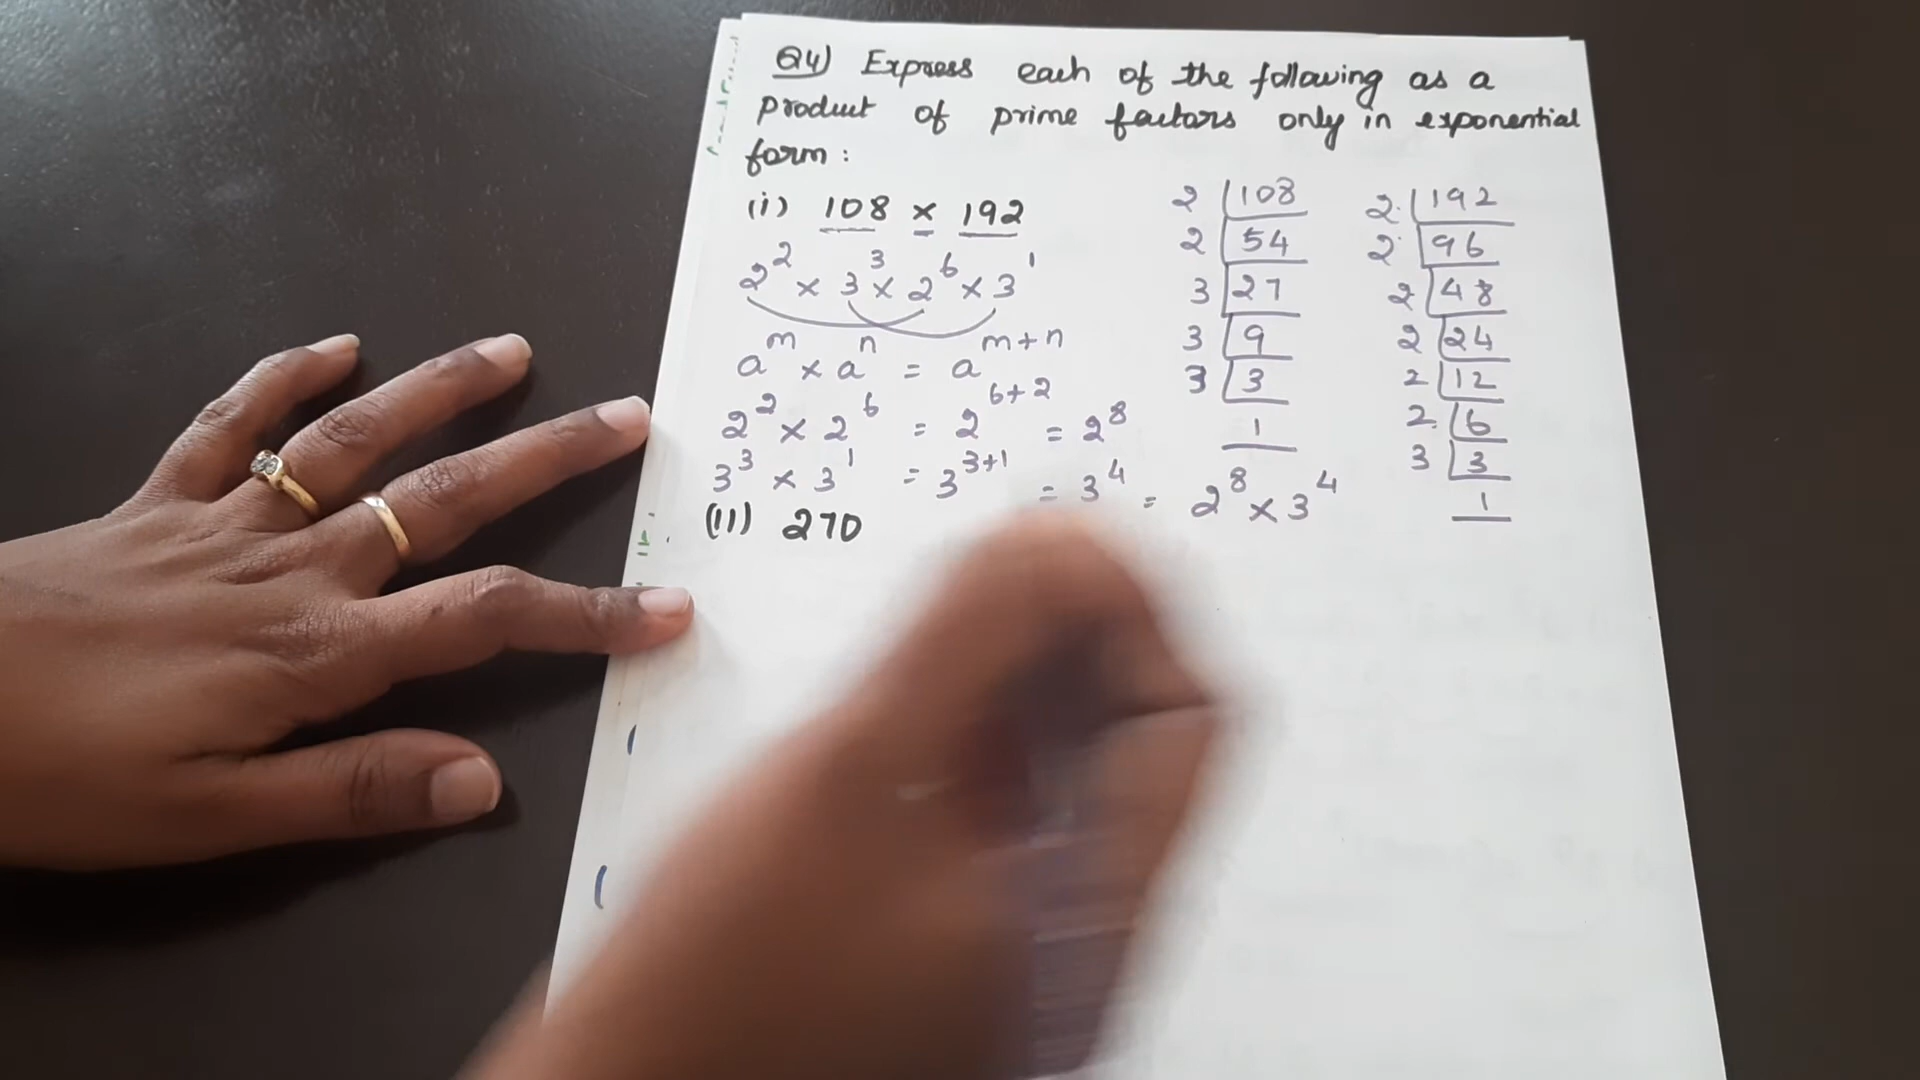 Q4) Express each of the following as a
product of prime factors only in exponential
form :
(i) 108 × 192
2² × 3³ × 2⁶ × 3¹
aᵐ × aⁿ = aᵐ⁺ⁿ
2² × 2⁶ = 2⁶⁺² = 2⁸
3³ × 3¹ = 3³⁺¹ = 3⁴ = 2⁸ × 3⁴
(II) 270
2 | 108
2 | 54
3 | 27
3 | 9
3 | 3
1
2 | 192
2 | 96
2 | 48
2 | 24
2 | 12
2 | 6
3 | 3
1